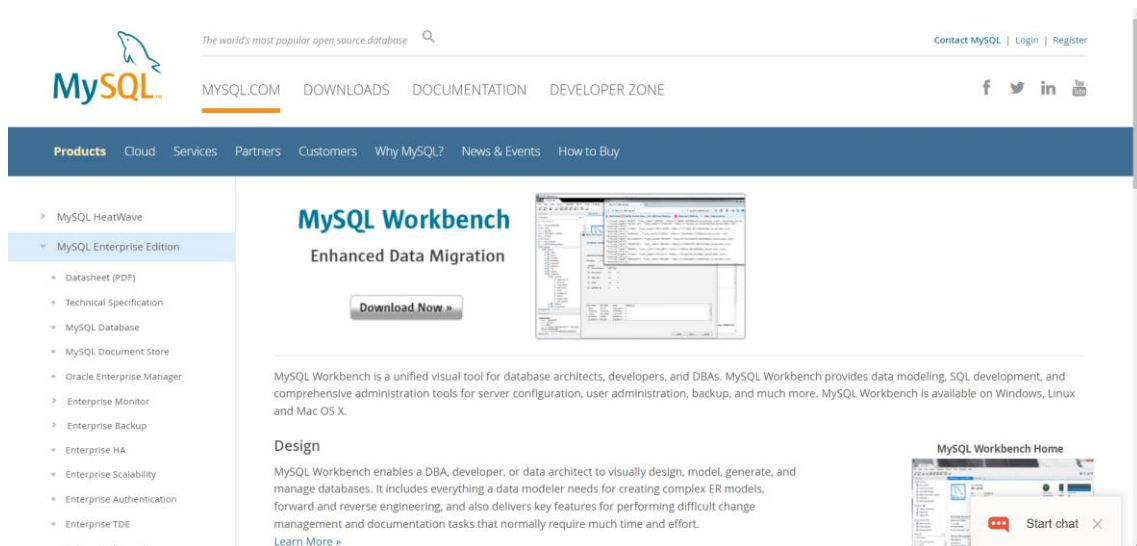 The world's most popular open source database
Contact MySQL | Login | Register
MySQL™
MYSQL.COM DOWNLOADS DOCUMENTATION DEVELOPER ZONE
Products Cloud Services Partners Customers Why MySQL? News & Events How to Buy
MySQL HeatWave
MySQL Enterprise Edition
Datasheet (PDF)
Technical Specification
MySQL Database
MySQL Document Store
Oracle Enterprise Manager
Enterprise Monitor
Enterprise Backup
Enterprise HA
Enterprise Scalability
Enterprise Authentication
Enterprise TDE
MySQL Workbench
Enhanced Data Migration
Download Now »
MySQL Workbench is a unified visual tool for database architects, developers, and DBAs. MySQL Workbench provides data modeling, SQL development, and
comprehensive administration tools for server configuration, user administration, backup, and much more. MySQL Workbench is available on Windows, Linux
and Mac OS X.
Design
MySQL Workbench enables a DBA, developer, or data architect to visually design, model, generate, and
manage databases. It includes everything a data modeler needs for creating complex ER models,
forward and reverse engineering, and also delivers key features for performing difficult change
management and documentation tasks that normally require much time and effort.
Learn More »
MySQL Workbench Home
Start chat